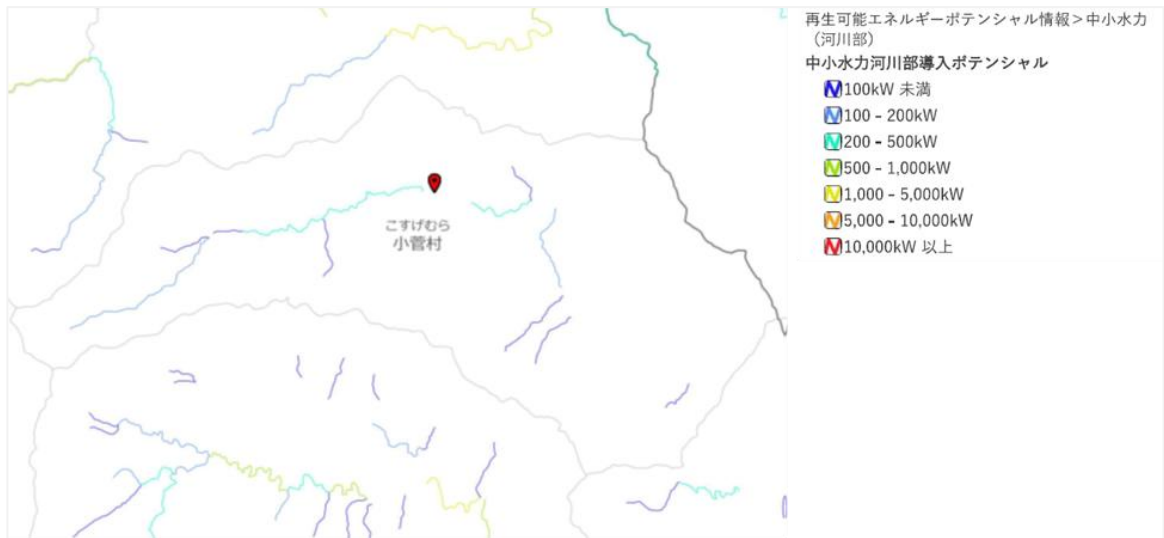 再生可能エネルギーポテンシャル情報>中小水力
（河川部）
中小水力河川部導入ポテンシャル
100kW 未満
100 - 200kW
200 - 500kW
500 - 1,000kW
1,000 - 5,000kW
5,000 - 10,000kW
10,000kW 以上
こすげむら
小菅村